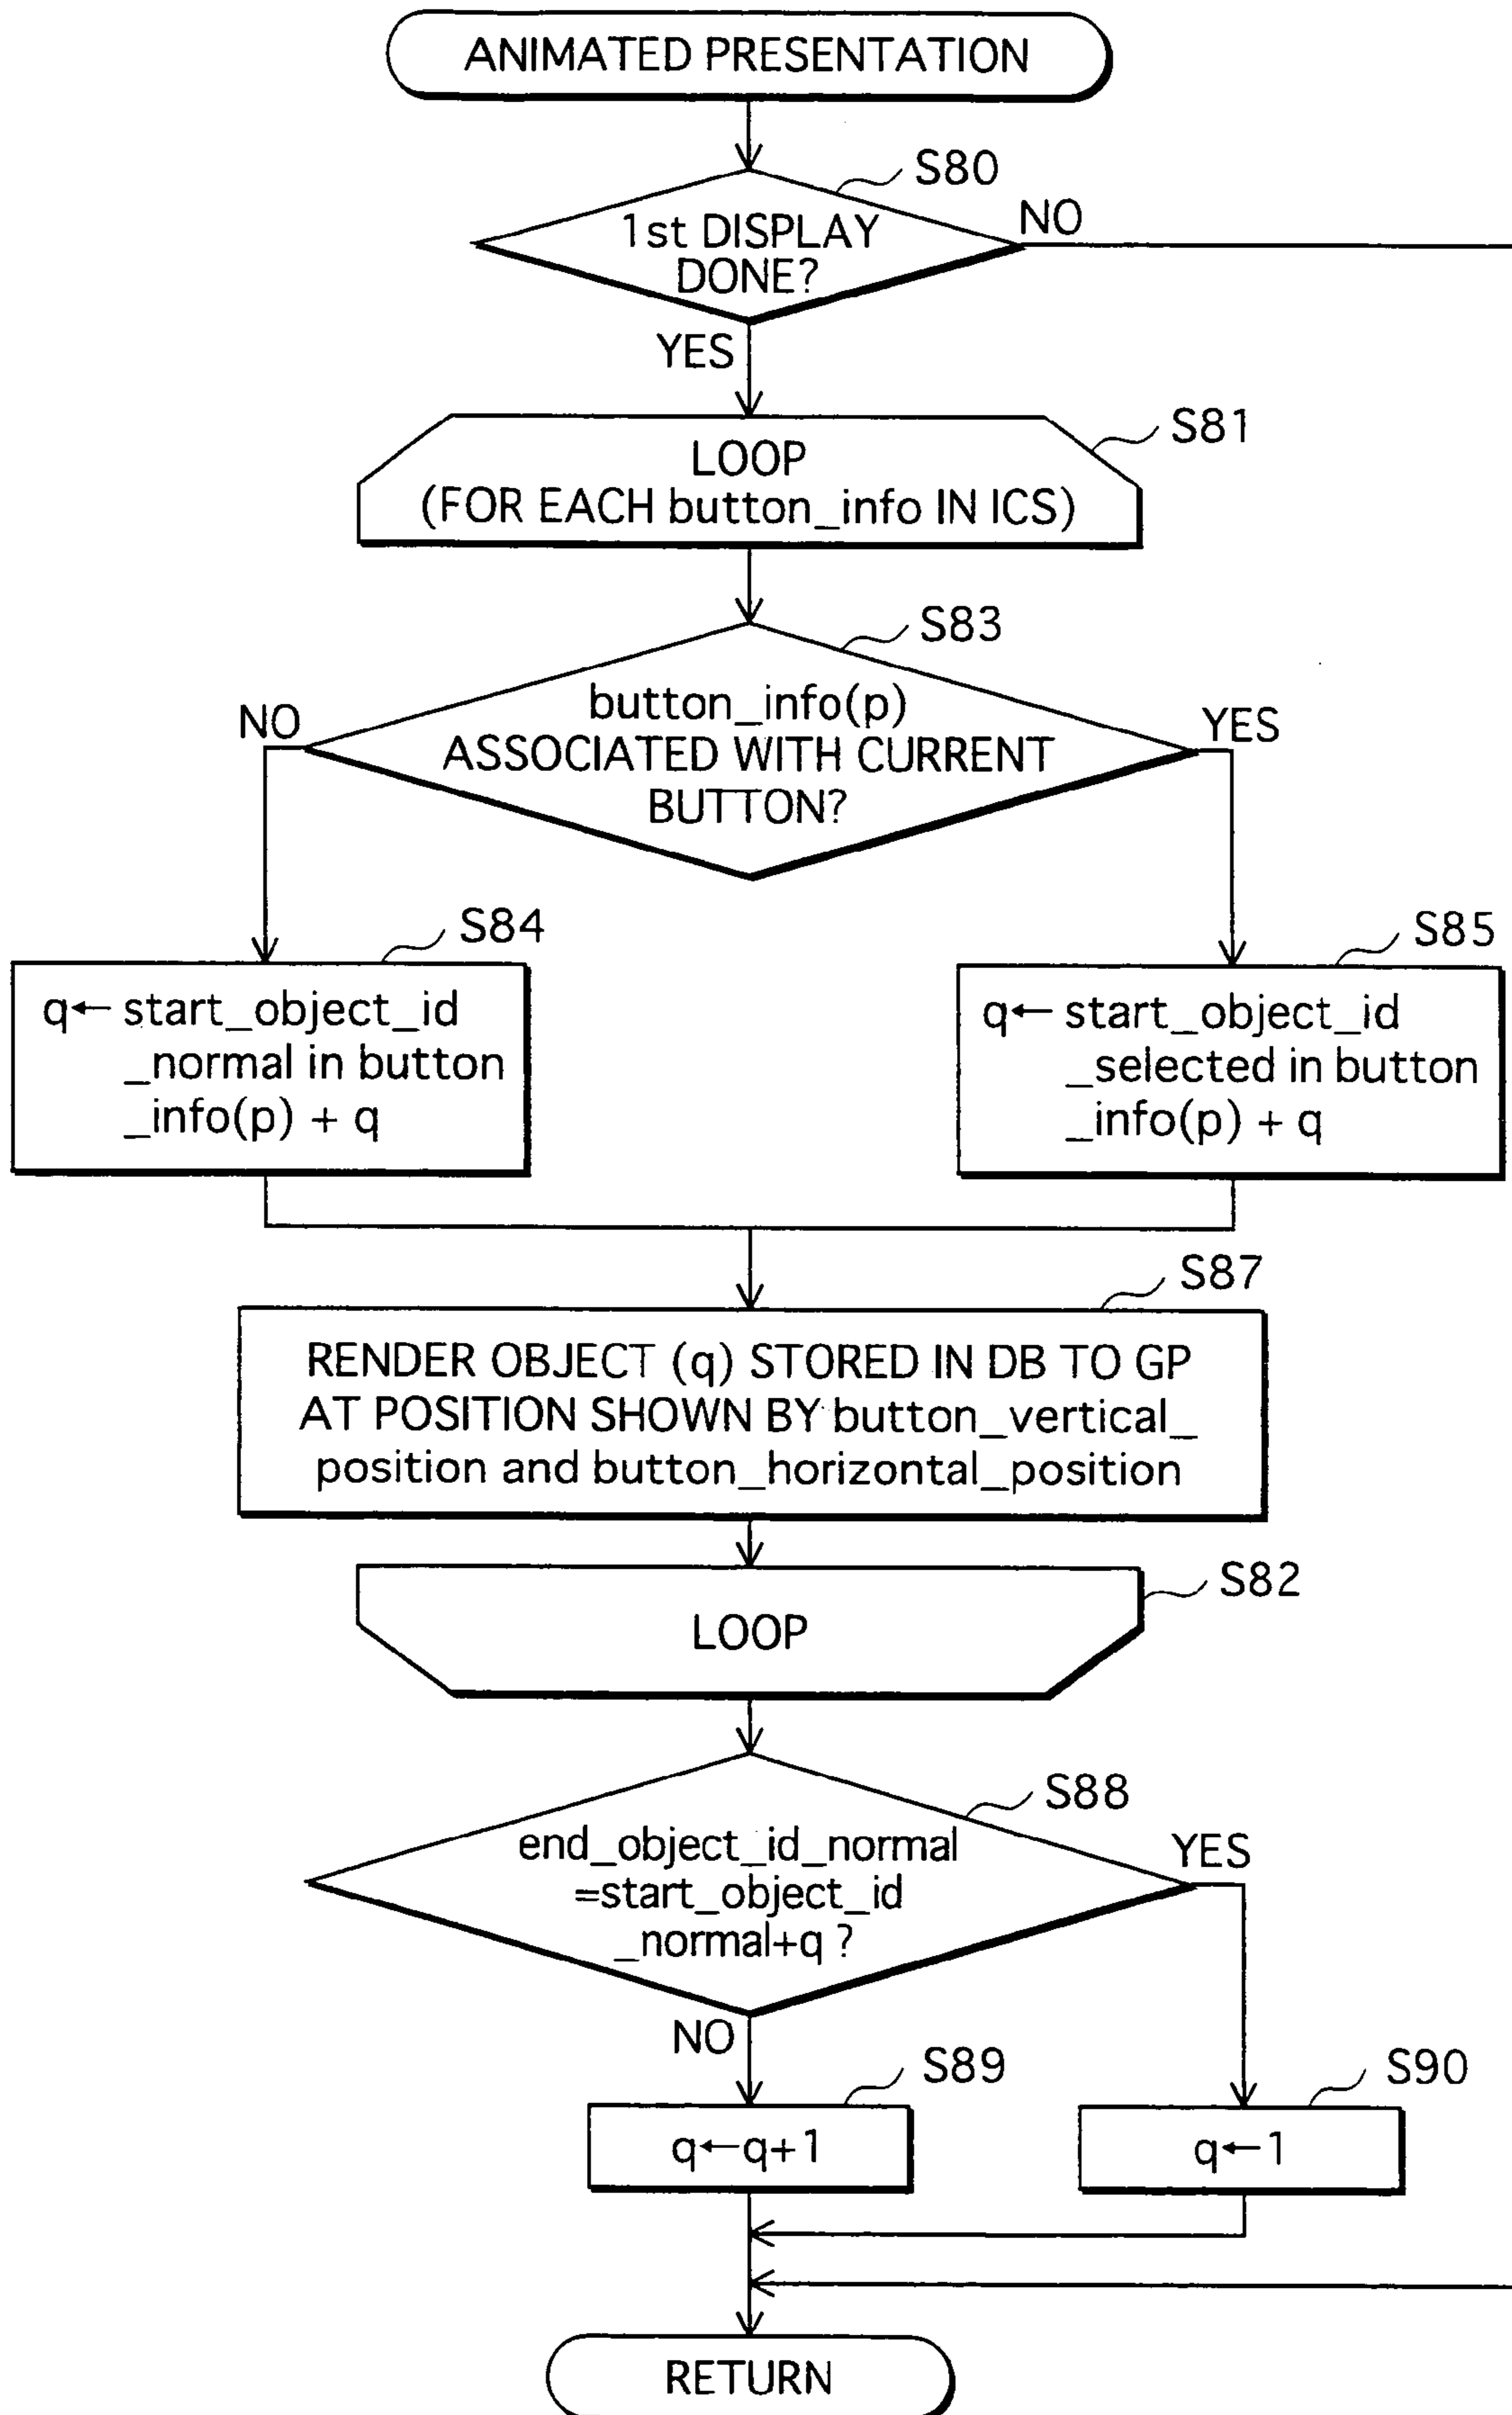 ANIMATED PRESENTATION
S80
1st DISPLAY
DONE?
NO
YES
S81
LOOP
(FOR EACH button_info IN ICS)
S83
button_info(p)
ASSOCIATED WITH CURRENT
BUTTON?
NO
YES
S84
q← start_object_id
_normal in button
_info(p) + q
S85
q← start_object_id
_selected in button
_info(p) + q
S87
RENDER OBJECT (q) STORED IN DB TO GP
AT POSITION SHOWN BY button_vertical_
position and button_horizontal_position
S82
LOOP
S88
end_object_id_normal
=start_object_id
_normal+q ?
YES
NO
S89
q←q+1
S90
q←1
RETURN